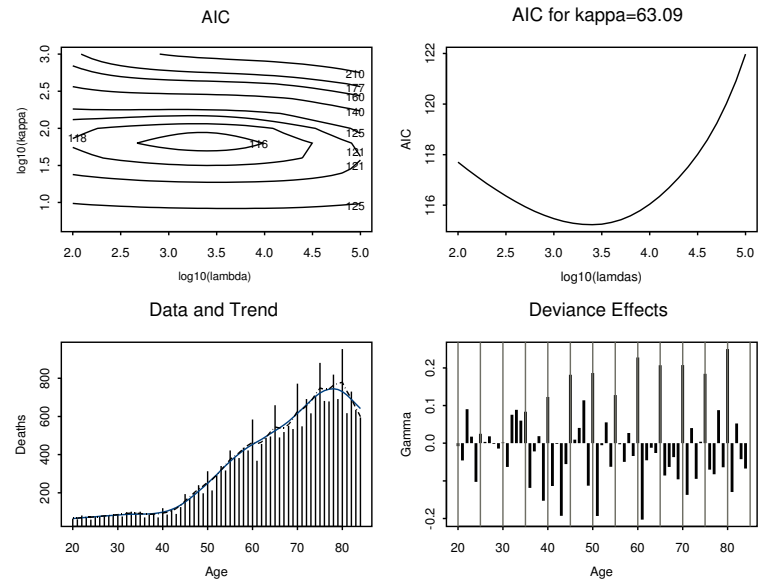 AIC
3.0
2.5
2.0
1.5
1.0
log10(kappa)
210
177
160
140
125
118
116
121
121
125
2.0 2.5 3.0 3.5 4.0 4.5 5.0
log10(lambda)
AIC for kappa=63.09
122
120
118
116
AIC
2.0 2.5 3.0 3.5 4.0 4.5 5.0
log10(lamdas)
Data and Trend
800
600
400
200
Deaths
20 30 40 50 60 70 80
Age
Deviance Effects
0.2
0.1
0.0
-0.2
Gamma
20 30 40 50 60 70 80
Age